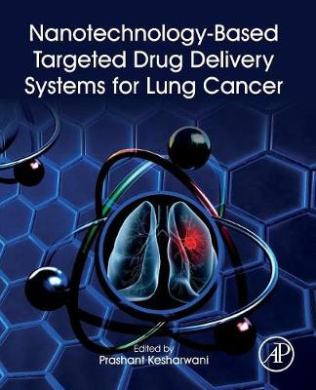 Nanotechnology-Based
Targeted Drug Delivery
Systems for Lung Cancer
Edited by
Prashant Kesharwani
AP